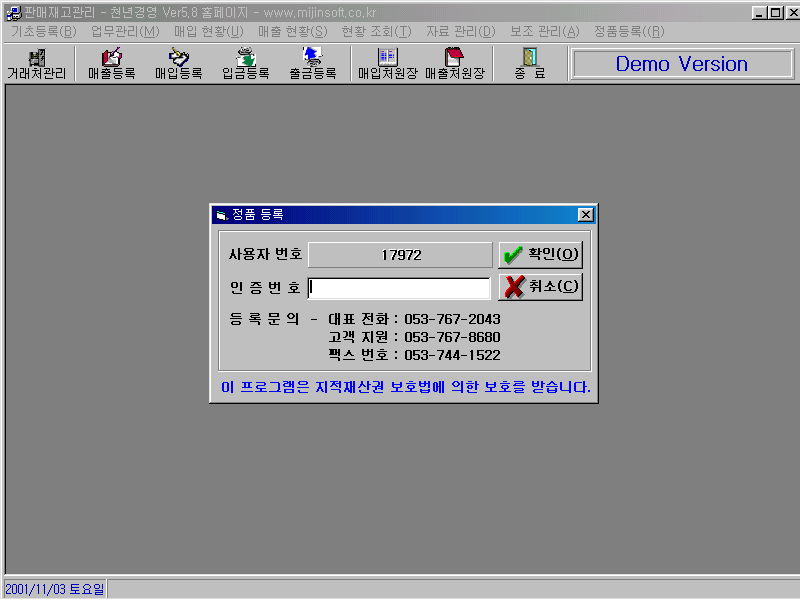 판매재고관리 - 천년경영 Ver5.8 홈페이지 - www.mijinsoft.co.kr
기초등록(B) 업무관리(M) 매입 현황(U) 매출 현황(S) 현황 조회(T) 자료 관리(D) 보조 관리(A) 정품등록((R)
거래처관리 매출등록 매입등록 입금등록 출금등록 매입처원장 매출처원장 종 료 Demo Version
정품 등록
사용자 번호 17972 확인(O)
인 증 번 호 취소(C)
등 록 문 의 - 대표 전화 : 053-767-2043
고객 지원 : 053-767-8680
팩스 번호 : 053-744-1522
이 프로그램은 지적재산권 보호법에 의한 보호를 받습니다.
2001/11/03 토요일